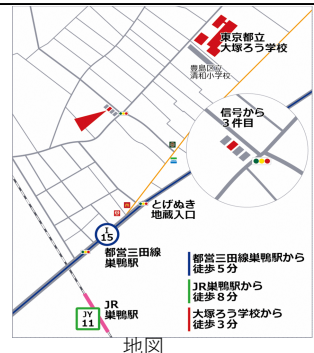 東京都立
大塚ろう学校
豊島区立
清和小学校
信号から
3件目
とげぬき
地蔵入口
I
15
都営三田線
巣鴨駅
都営三田線巣鴨駅から
徒歩5分
JR巣鴨駅から
徒歩8分
大塚ろう学校から
徒歩3分
JR
巣鴨駅
JY
11
地図